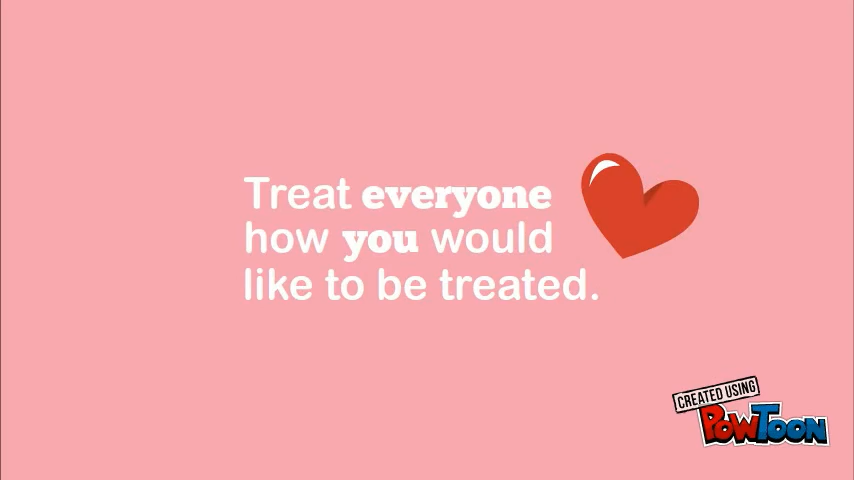 Treat everyone
how you would
like to be treated.
CREATED USING
POWTOON